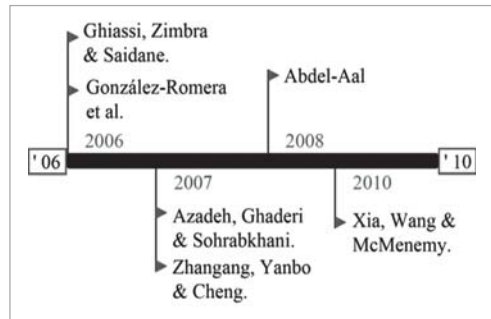 Ghiassi, Zimbra
& Saidane.
González-Romera
et al.
Abdel-Aal
2006
2008
' 06
' 10
2007
2010
Azadeh, Ghaderi
& Sohrabkhani.
Zhangang, Yanbo
& Cheng.
Xia, Wang &
McMenemy.